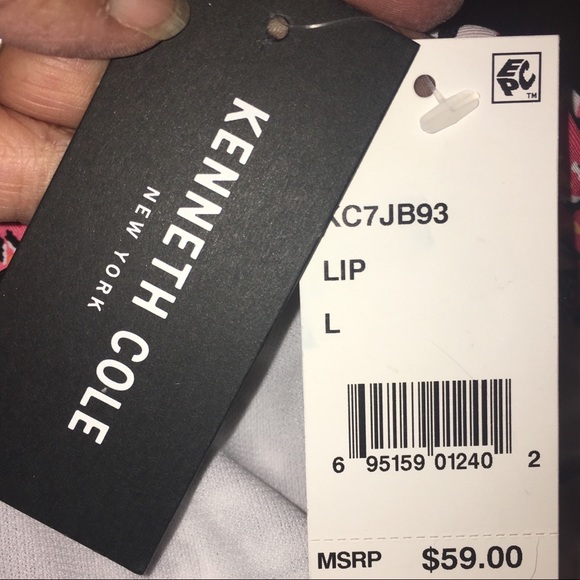 KENNETH COLE
NEW YORK
EPC
TM
KC7JB93
LIP
L
6 95159 01240 2
MSRP $59.00